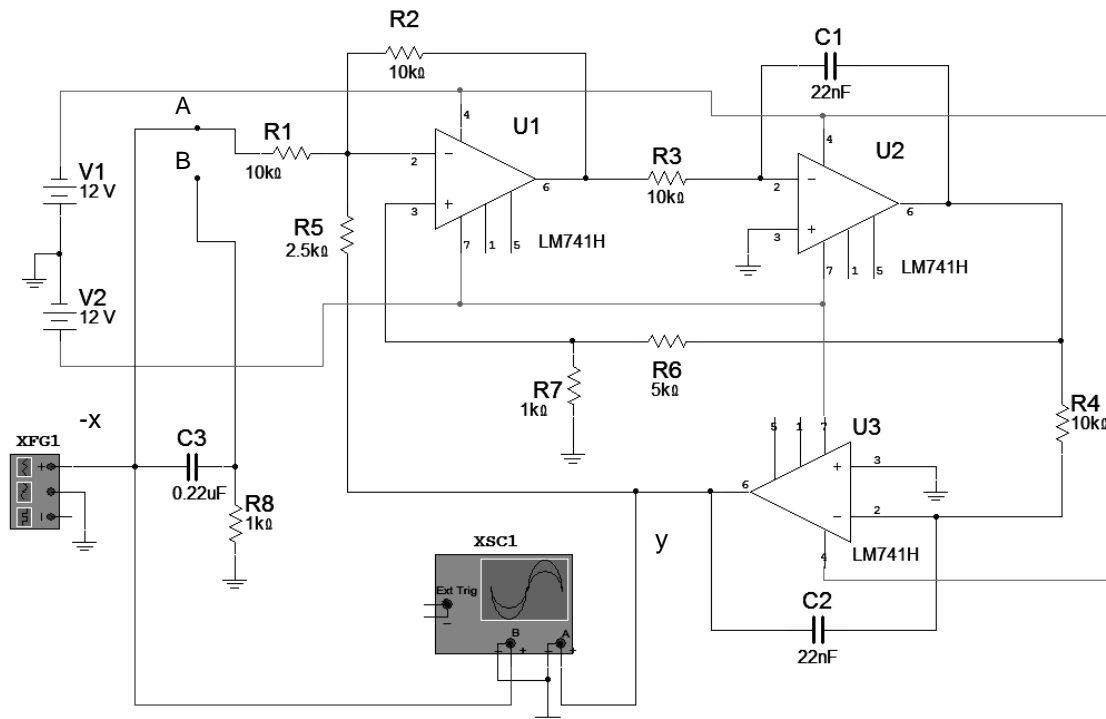 R2
10kΩ
C1
22nF
A
B
R1
10kΩ
4
U1
2
−
3
+
6
7
1
5
LM741H
R3
10kΩ
4
U2
2
−
3
+
6
7
1
5
LM741H
V1
12 V
R5
2.5kΩ
V2
12 V
R6
5kΩ
R7
1kΩ
R4
10kΩ
-x
XFG1
+
C3
0.22uF
R8
1kΩ
5
1
7
U3
6
+
3
−
2
4
LM741H
y
XSC1
Ext Trig
+
−
B
A
−
+
−
+
C2
22nF